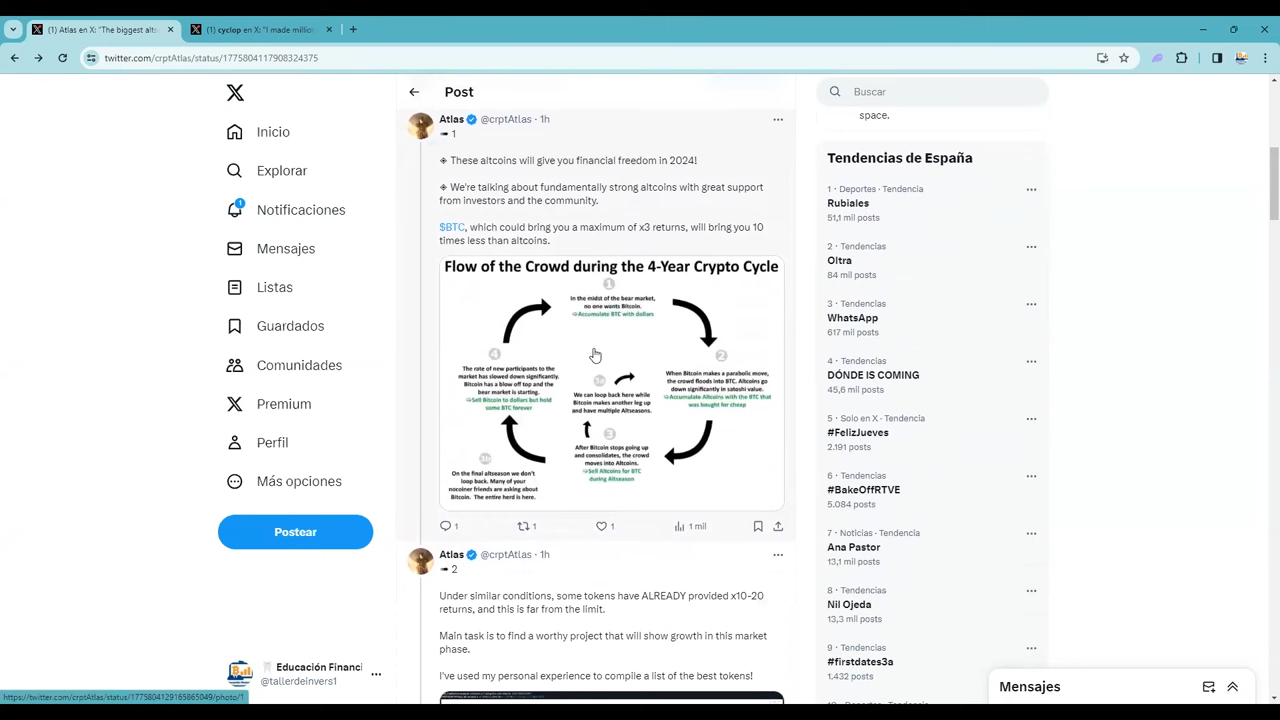 (1) Atlas en X: "The biggest alts
(1) cyclop en X: "I made millio
twitter.com/crptAtlas/status/1775804117908324375
Post
Buscar
Inicio
Explorar
1
Notificaciones
Mensajes
Listas
Guardados
Comunidades
Premium
Perfil
Más opciones
Postear
Educación Financi
@tallerdeinvers1
https://twitter.com/crptAtlas/status/1775804129165865049/photo/1
Atlas @crptAtlas · 1h
1
These altcoins will give you financial freedom in 2024!
We're talking about fundamentally strong altcoins with great support
from investors and the community.
$BTC, which could bring you a maximum of x3 returns, will bring you 10
times less than altcoins.
Flow of the Crowd during the 4-Year Crypto Cycle
1
In the midst of the bear market,
no one wants Bitcoin.
⇨Accumulate BTC with dollars
2
When Bitcoin makes a parabolic move,
the crowd floods into BTC. Altcoins go
down significantly in satoshi value.
⇨Accumulate Altcoins with the BTC
that was bought for cheap
3
After Bitcoin stops going up
and consolidates, the crowd
moves into Altcoins.
⇨Sell Altcoins for BTC
during Altseason
3a
We can loop back here while
Bitcoin makes another leg up
and have multiple Altseasons.
3b
On the final altseason we don't
loop back. Many of your
nocoiner friends are asking about
Bitcoin. The entire herd is here.
4
The rate of new participants to the
market has slowed down significantly.
Bitcoin has a blow off top and the
bear market is starting.
⇨Sell Bitcoin to dollars but hold
some BTC forever
1
1
1
1 mil
Atlas @crptAtlas · 1h
2
Under similar conditions, some tokens have ALREADY provided x10-20
returns, and this is far from the limit.
Main task is to find a worthy project that will show growth in this market
phase.
I've used my personal experience to compile a list of the best tokens!
space.
Tendencias de España
1 · Deportes · Tendencia
Rubiales
51,1 mil posts
2 · Tendencias
Oltra
84 mil posts
3 · Tendencias
WhatsApp
617 mil posts
4 · Tendencias
DÓNDE IS COMING
45,6 mil posts
5 · Solo en X · Tendencia
#FelizJueves
2.191 posts
6 · Tendencias
#BakeOffRTVE
5.084 posts
7 · Noticias · Tendencia
Ana Pastor
13,1 mil posts
8 · Tendencias
Nil Ojeda
13,3 mil posts
9 · Tendencias
#firstdates3a
1.432 posts
Mensajes